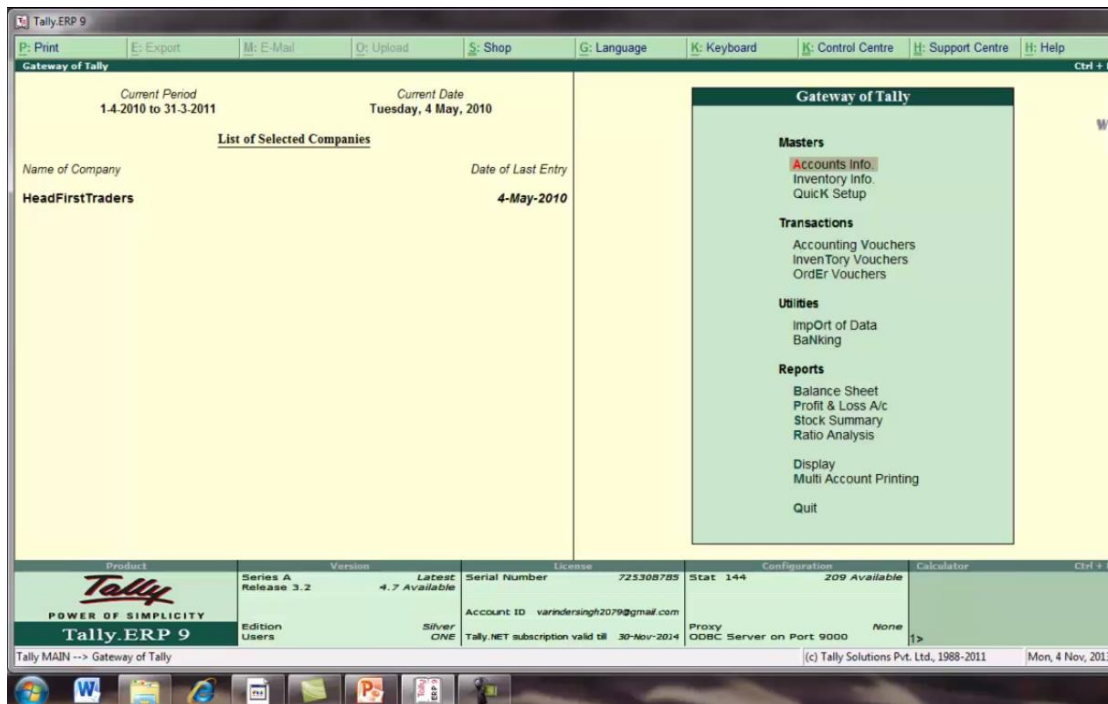 Tally.ERP 9
P: Print E: Export M: E-Mail O: Upload S: Shop G: Language K: Keyboard K: Control Centre H: Support Centre H: Help
Gateway of Tally Ctrl +
Current Period Current Date
1-4-2010 to 31-3-2011 Tuesday, 4 May, 2010
List of Selected Companies
Name of Company Date of Last Entry
HeadFirstTraders 4-May-2010
Gateway of Tally
Masters
Accounts Info.
Inventory Info.
QuicK Setup
Transactions
Accounting Vouchers
InvenTory Vouchers
OrdEr Vouchers
Utilities
ImpOrt of Data
BaNking
Reports
Balance Sheet
Profit & Loss A/c
Stock Summary
Ratio Analysis
Display
Multi Account Printing
Quit
Product Version License Configuration Calculator Ctrl +
Tally
POWER OF SIMPLICITY
Tally.ERP 9
Series A Latest
Release 3.2 4.7 Available
Edition Silver
Users ONE
Serial Number 725308785
Account ID varindersingh2079@gmail.com
Tally.NET subscription valid till 30-Nov-2014
Stat 144 209 Available
Proxy None
ODBC Server on Port 9000
1>
Tally MAIN --> Gateway of Tally (c) Tally Solutions Pvt. Ltd., 1988-2011 Mon, 4 Nov, 2013